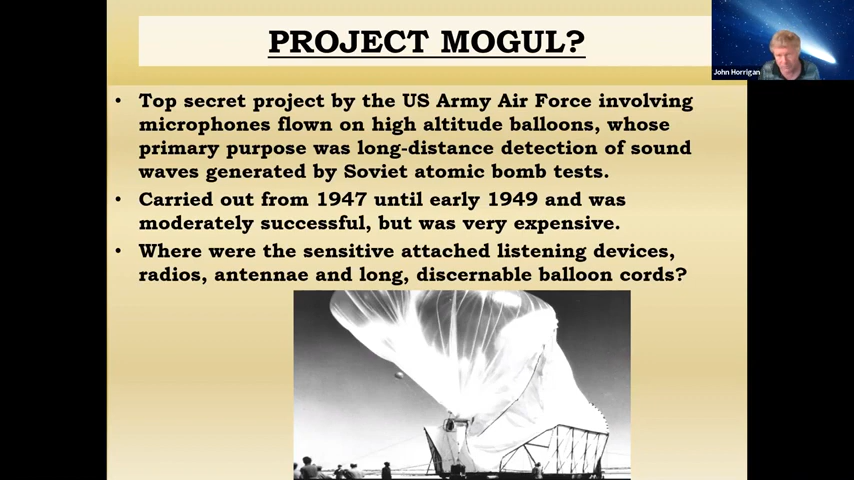 PROJECT MOGUL?
John Horrigan
• Top secret project by the US Army Air Force involving
microphones flown on high altitude balloons, whose
primary purpose was long-distance detection of sound
waves generated by Soviet atomic bomb tests.
• Carried out from 1947 until early 1949 and was
moderately successful, but was very expensive.
• Where were the sensitive attached listening devices,
radios, antennae and long, discernable balloon cords?